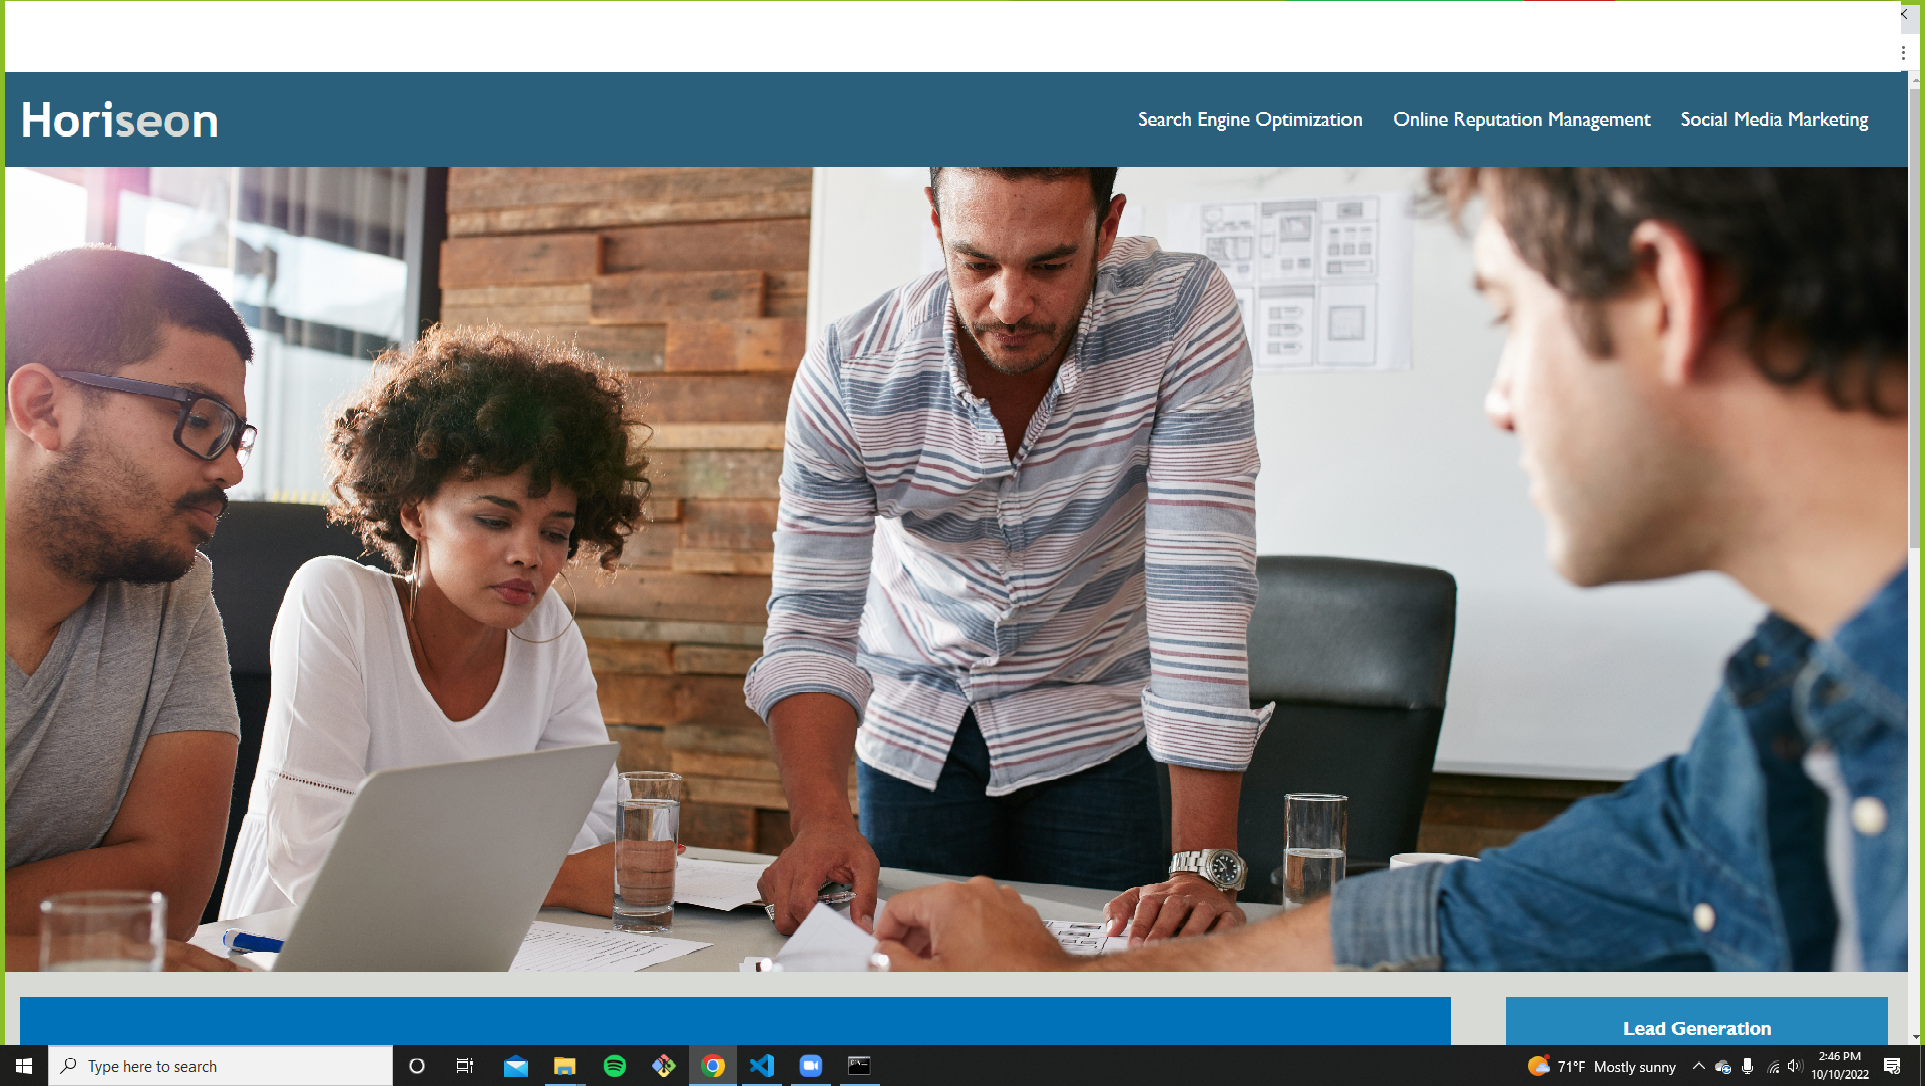 Horiseon
Search Engine Optimization Online Reputation Management Social Media Marketing
Lead Generation
Type here to search
71°F Mostly sunny
2:46 PM
10/10/2022